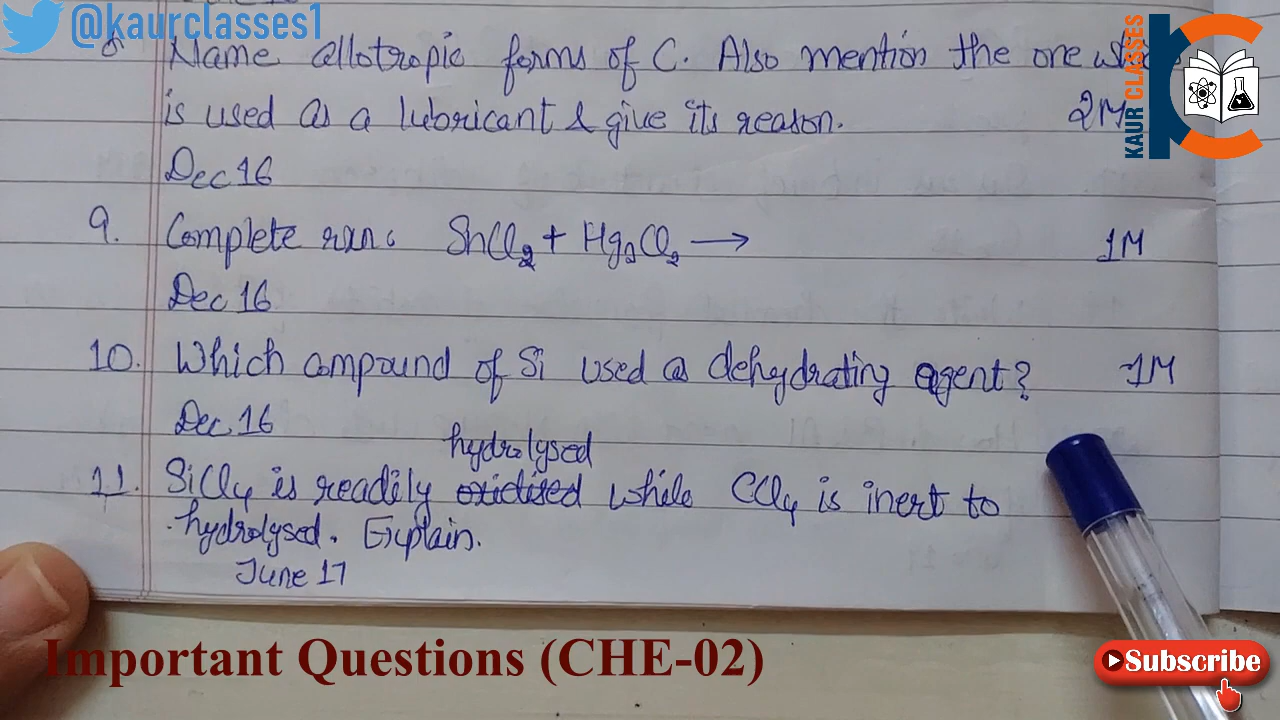 @kaurclasses1
KAUR CLASSES
8 Name allotropic forms of C. Also mention the one
is used as a lubricant & give its reason. 2M
Dec 16
9. Complete rxn: SnCl2 + Hg2Cl2 → 1M
Dec 16
10. Which compound of Si used as dehydrating agent? 1M
Dec 16
hydrolysed
11. SiCl4 is readily oxidised while CCl4 is inert to
hydrolysed. Explain.
June 17
Important Questions (CHE-02)
Subscribe